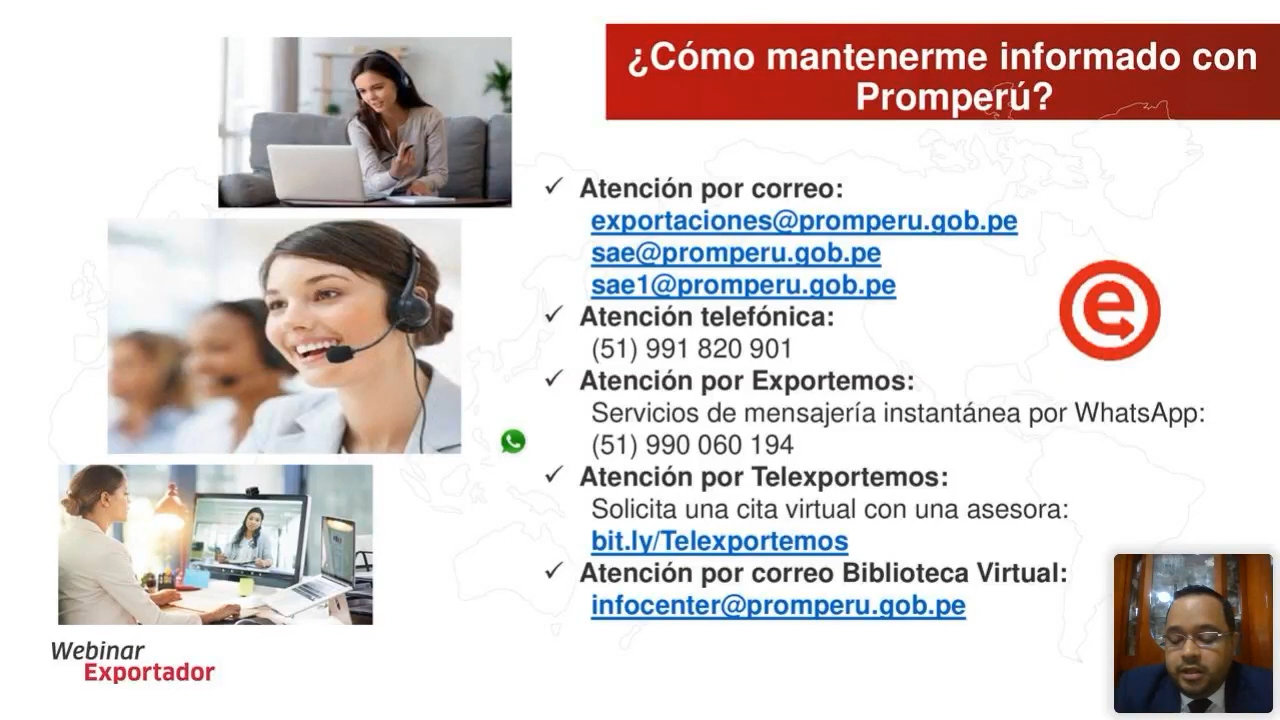 ¿Cómo mantenerme informado con
Promperú?
✓ Atención por correo:
exportaciones@promperu.gob.pe
sae@promperu.gob.pe
sae1@promperu.gob.pe
✓ Atención telefónica:
(51) 991 820 901
✓ Atención por Exportemos:
Servicios de mensajería instantánea por WhatsApp:
(51) 990 060 194
✓ Atención por Telexportemos:
Solicita una cita virtual con una asesora:
bit.ly/Telexportemos
✓ Atención por correo Biblioteca Virtual:
infocenter@promperu.gob.pe
Webinar
Exportador